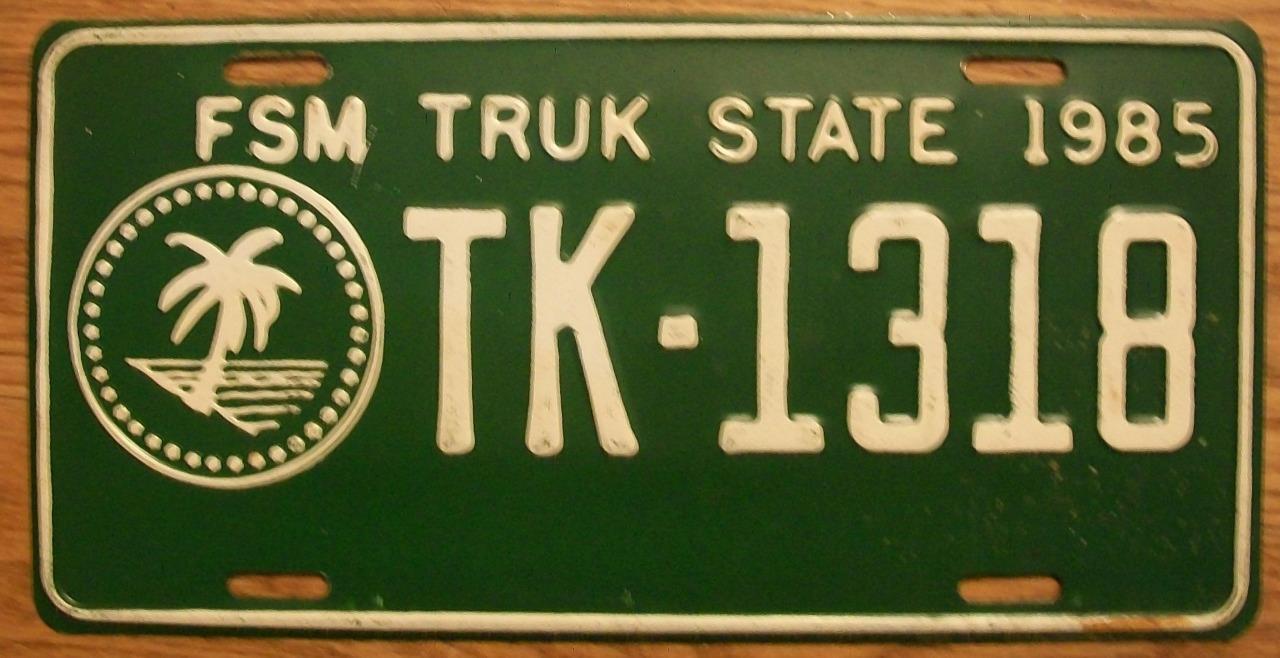 FSM TRUK STATE 1985
TK-1318